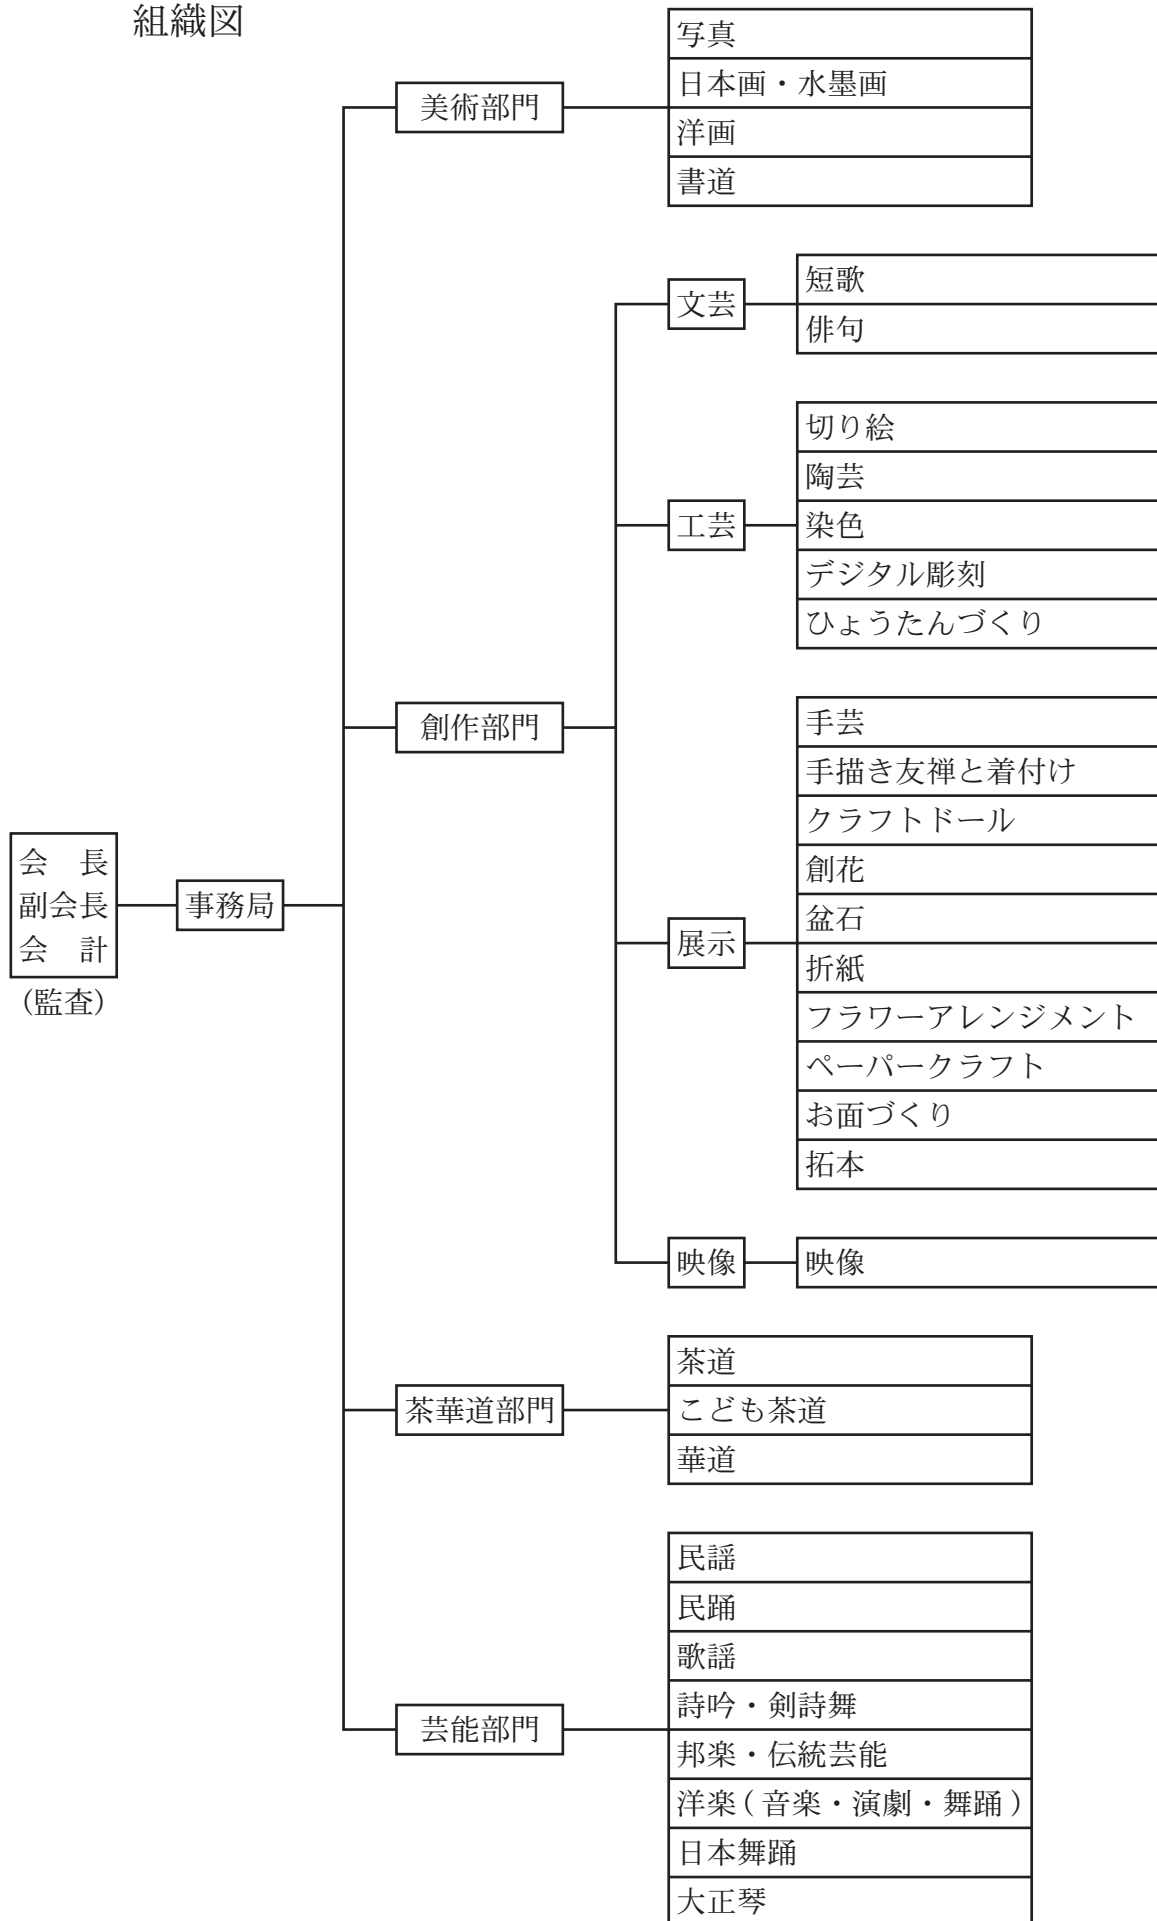 組織図
会　長
副会長
会　計
(監査)
事務局
美術部門
写真
日本画・水墨画
洋画
書道
創作部門
文芸
短歌
俳句
工芸
切り絵
陶芸
染色
デジタル彫刻
ひょうたんづくり
展示
手芸
手描き友禅と着付け
クラフトドール
創花
盆石
折紙
フラワーアレンジメント
ペーパークラフト
お面づくり
拓本
映像
映像
茶華道部門
茶道
こども茶道
華道
芸能部門
民謡
民踊
歌謡
詩吟・剣詩舞
邦楽・伝統芸能
洋楽(音楽・演劇・舞踊)
日本舞踊
大正琴